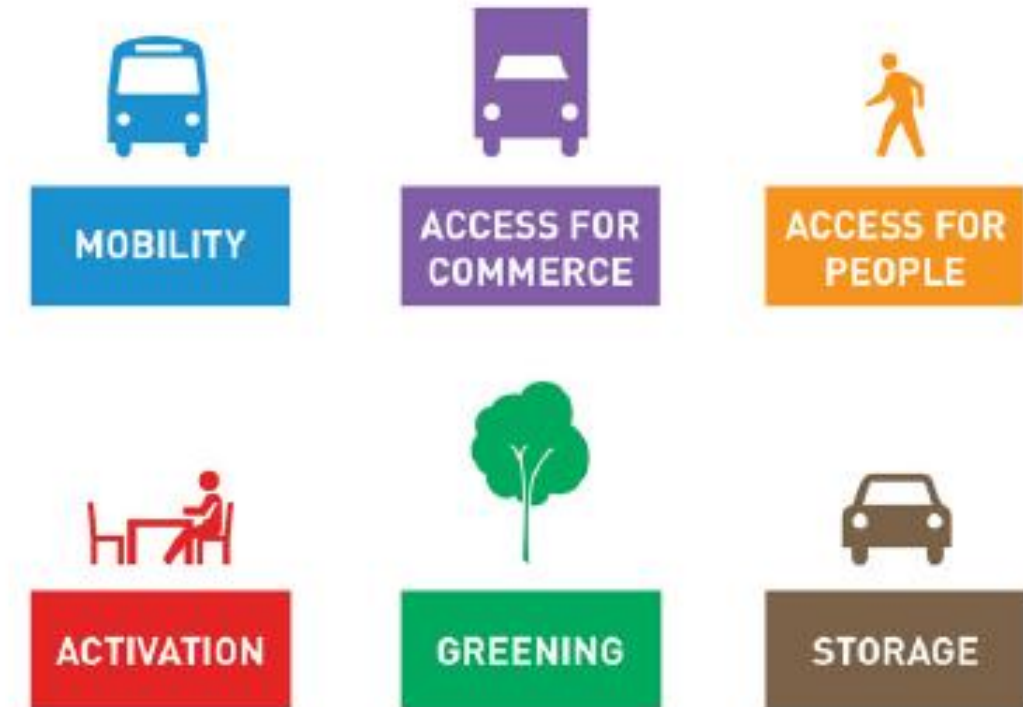 MOBILITY
ACCESS FOR
COMMERCE
ACCESS FOR
PEOPLE
ACTIVATION
GREENING
STORAGE